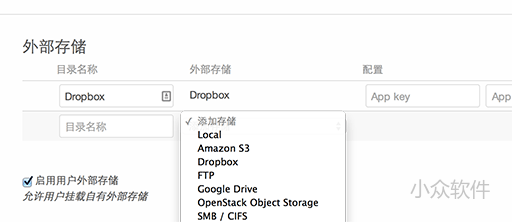 外部存储
目录名称 外部存储 配置
Dropbox Dropbox App key App
目录名称 ✓ 添加存储
Local
Amazon S3
Dropbox
FTP
Google Drive
OpenStack Object Storage
SMB / CIFS
启用用户外部存储
允许用户挂载自有外部存储
小众软件